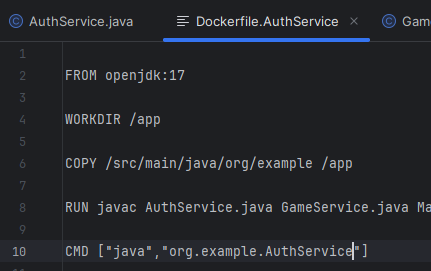 AuthService.java Dockerfile.AuthService Gam
1
2 FROM openjdk:17
3
4 WORKDIR /app
5
6 COPY /src/main/java/org/example /app
7
8 RUN javac AuthService.java GameService.java Ma
9
10 CMD ["java","org.example.AuthService"]